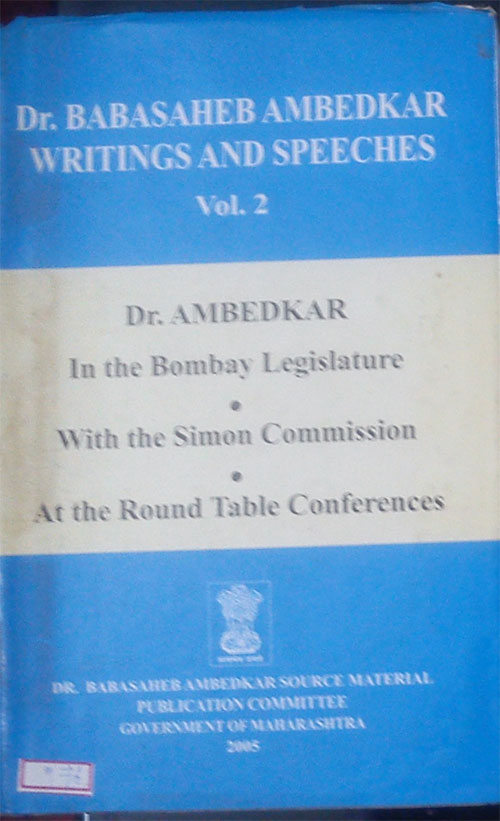 Dr. BABASAHEB AMBEDKAR
WRITINGS AND SPEECHES
Vol. 2
Dr. AMBEDKAR
In the Bombay Legislature
•
With the Simon Commission
•
At the Round Table Conferences
DR. BABASAHEB AMBEDKAR SOURCE MATERIAL
PUBLICATION COMMITTEE
GOVERNMENT OF MAHARASHTRA
2005